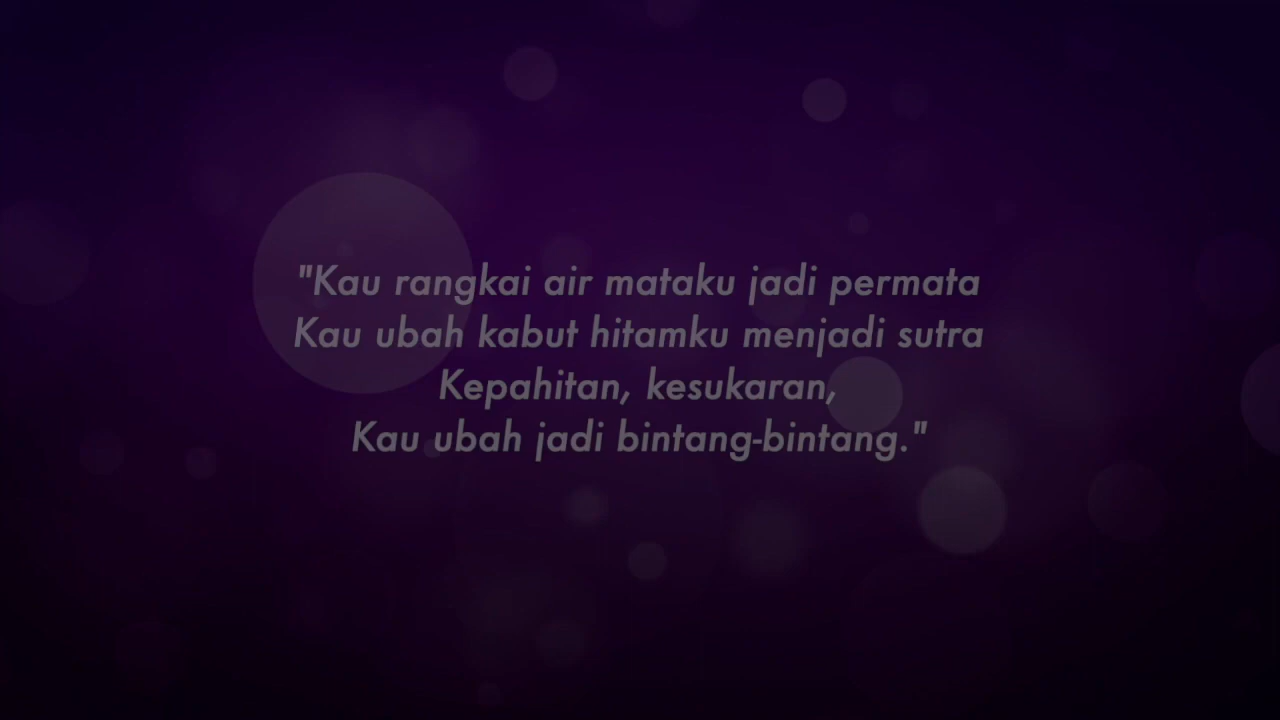 "Kau rangkai air mataku jadi permata
Kau ubah kabut hitamku menjadi sutra
Kepahitan, kesukaran,
Kau ubah jadi bintang-bintang."